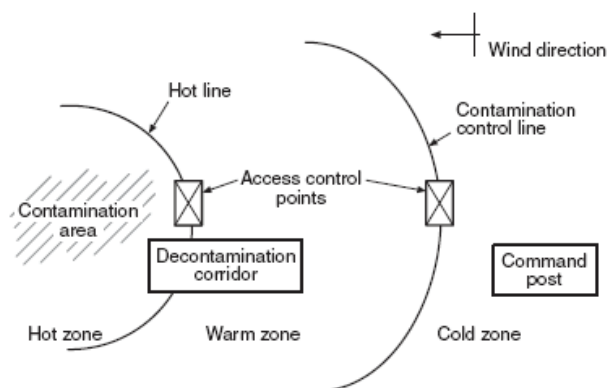 Wind direction
Hot line
Contamination
control line
Access control
points
Contamination
area
Decontamination
corridor
Command
post
Hot zone
Warm zone
Cold zone